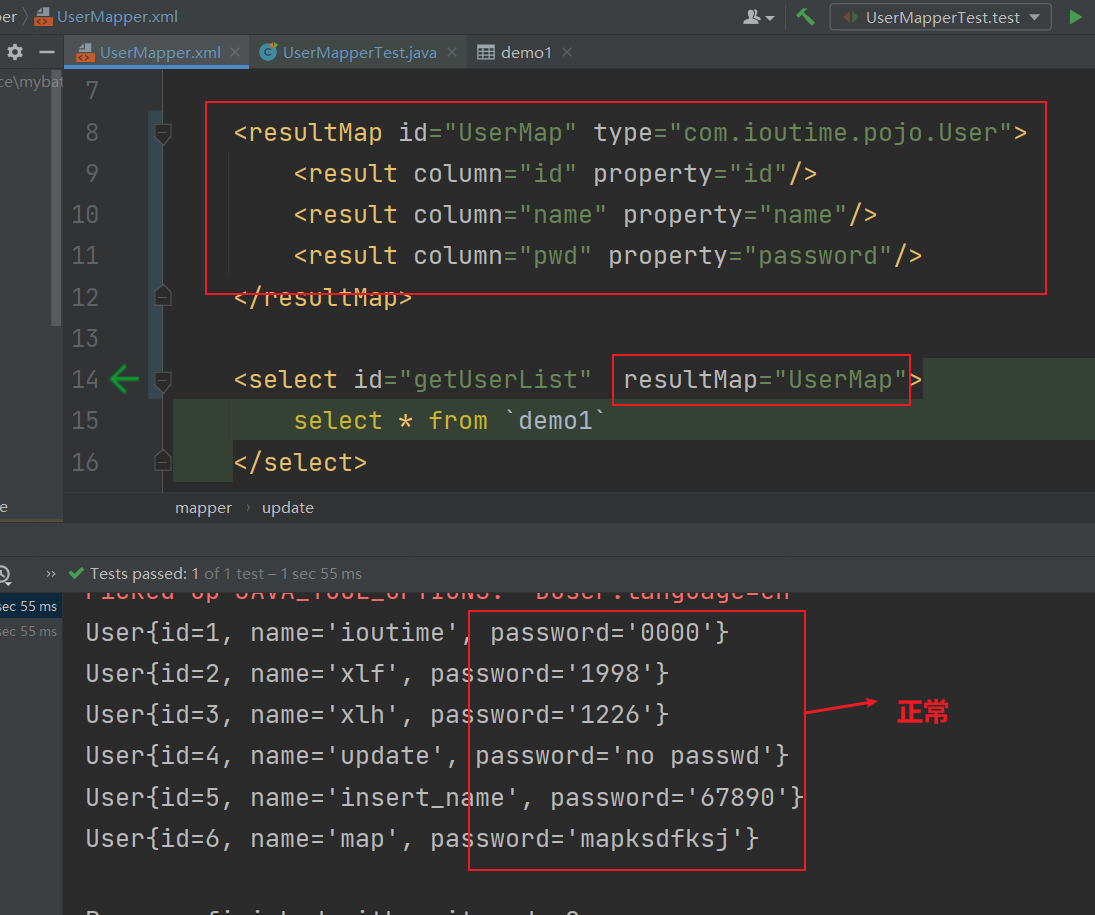 er UserMapper.xml UserMapperTest.test
UserMapper.xml UserMapperTest.java demo1
ce\mybat
7
8 <resultMap id="UserMap" type="com.ioutime.pojo.User">
9 <result column="id" property="id"/>
10 <result column="name" property="name"/>
11 <result column="pwd" property="password"/>
12 </resultMap>
13
14 <select id="getUserList" resultMap="UserMap">
15 select * from `demo1`
16 </select>
e mapper › update
» Tests passed: 1 of 1 test – 1 sec 55 ms
sec 55 ms
sec 55 ms
User{id=1, name='ioutime', password='0000'}
User{id=2, name='xlf', password='1998'}
User{id=3, name='xlh', password='1226'}
正常
User{id=4, name='update', password='no passwd'}
User{id=5, name='insert_name', password='67890'}
User{id=6, name='map', password='mapksdfksj'}